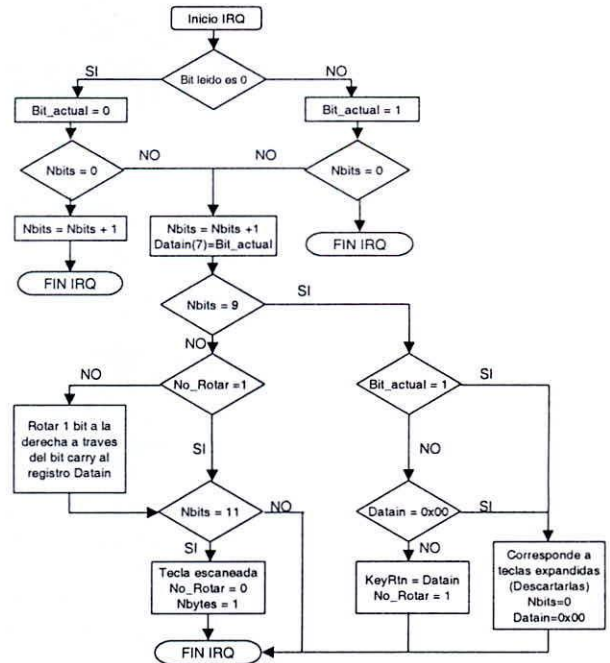 Inicio IRQ
Bit leido es 0
SI
NO
Bit_actual = 0
Bit_actual = 1
Nbits = 0
NO
NO
Nbits = 0
Nbits = Nbits + 1
Nbits = Nbits +1
Datain(7)=Bit_actual
FIN IRQ
FIN IRQ
Nbits = 9
SI
NO
No_Rotar =1
NO
Bit_actual = 1
SI
Rotar 1 bit a la
derecha a traves
del bit carry al
registro Datain
SI
NO
Nbits = 11
NO
Datain = 0x00
SI
SI
NO
Tecla escaneada
No_Rotar = 0
Nbytes = 1
KeyRtn = Datain
No_Rotar = 1
Corresponde a
teclas expandidas
(Descartarlas)
Nbits=0
Datain=0x00
FIN IRQ